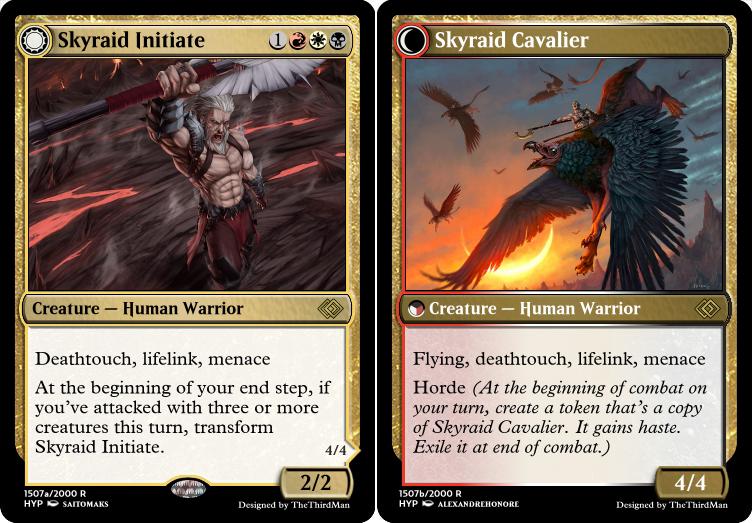 Skyraid Initiate 1
Creature — Human Warrior
Deathtouch, lifelink, menace
At the beginning of your end step, if
you've attacked with three or more
creatures this turn, transform
Skyraid Initiate.
4/4
2/2
1507a/2000 R
HYP SAITOMAKS
Designed by TheThirdMan
Skyraid Cavalier
Creature — Human Warrior
Flying, deathtouch, lifelink, menace
Horde (At the beginning of combat on
your turn, create a token that's a copy
of Skyraid Cavalier. It gains haste.
Exile it at end of combat.)
4/4
1507b/2000 R
HYP ALEXANDREHONORE
Designed by TheThirdMan